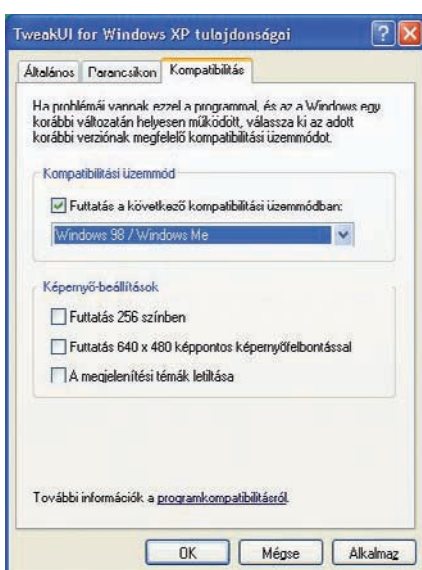 TweakUI for Windows XP tulajdonságai
Általános Parancsikon Kompatibilitás
Ha problémái vannak ezzel a programmal, és az a Windows egy
korábbi változatán helyesen működött, válassza ki az adott
korábbi verziónak megfelelő kompatibilitási üzemmódot.
Kompatibilitási üzemmód
Futtatás a következő kompatibilitási üzemmódban:
Windows 98 / Windows Me
Képernyő-beállítások
Futtatás 256 színben
Futtatás 640 x 480 képpontos képernyőfelbontással
A megjelenítési témák letiltása
További információk a programkompatibilitásról.
OK Mégse Alkalmaz